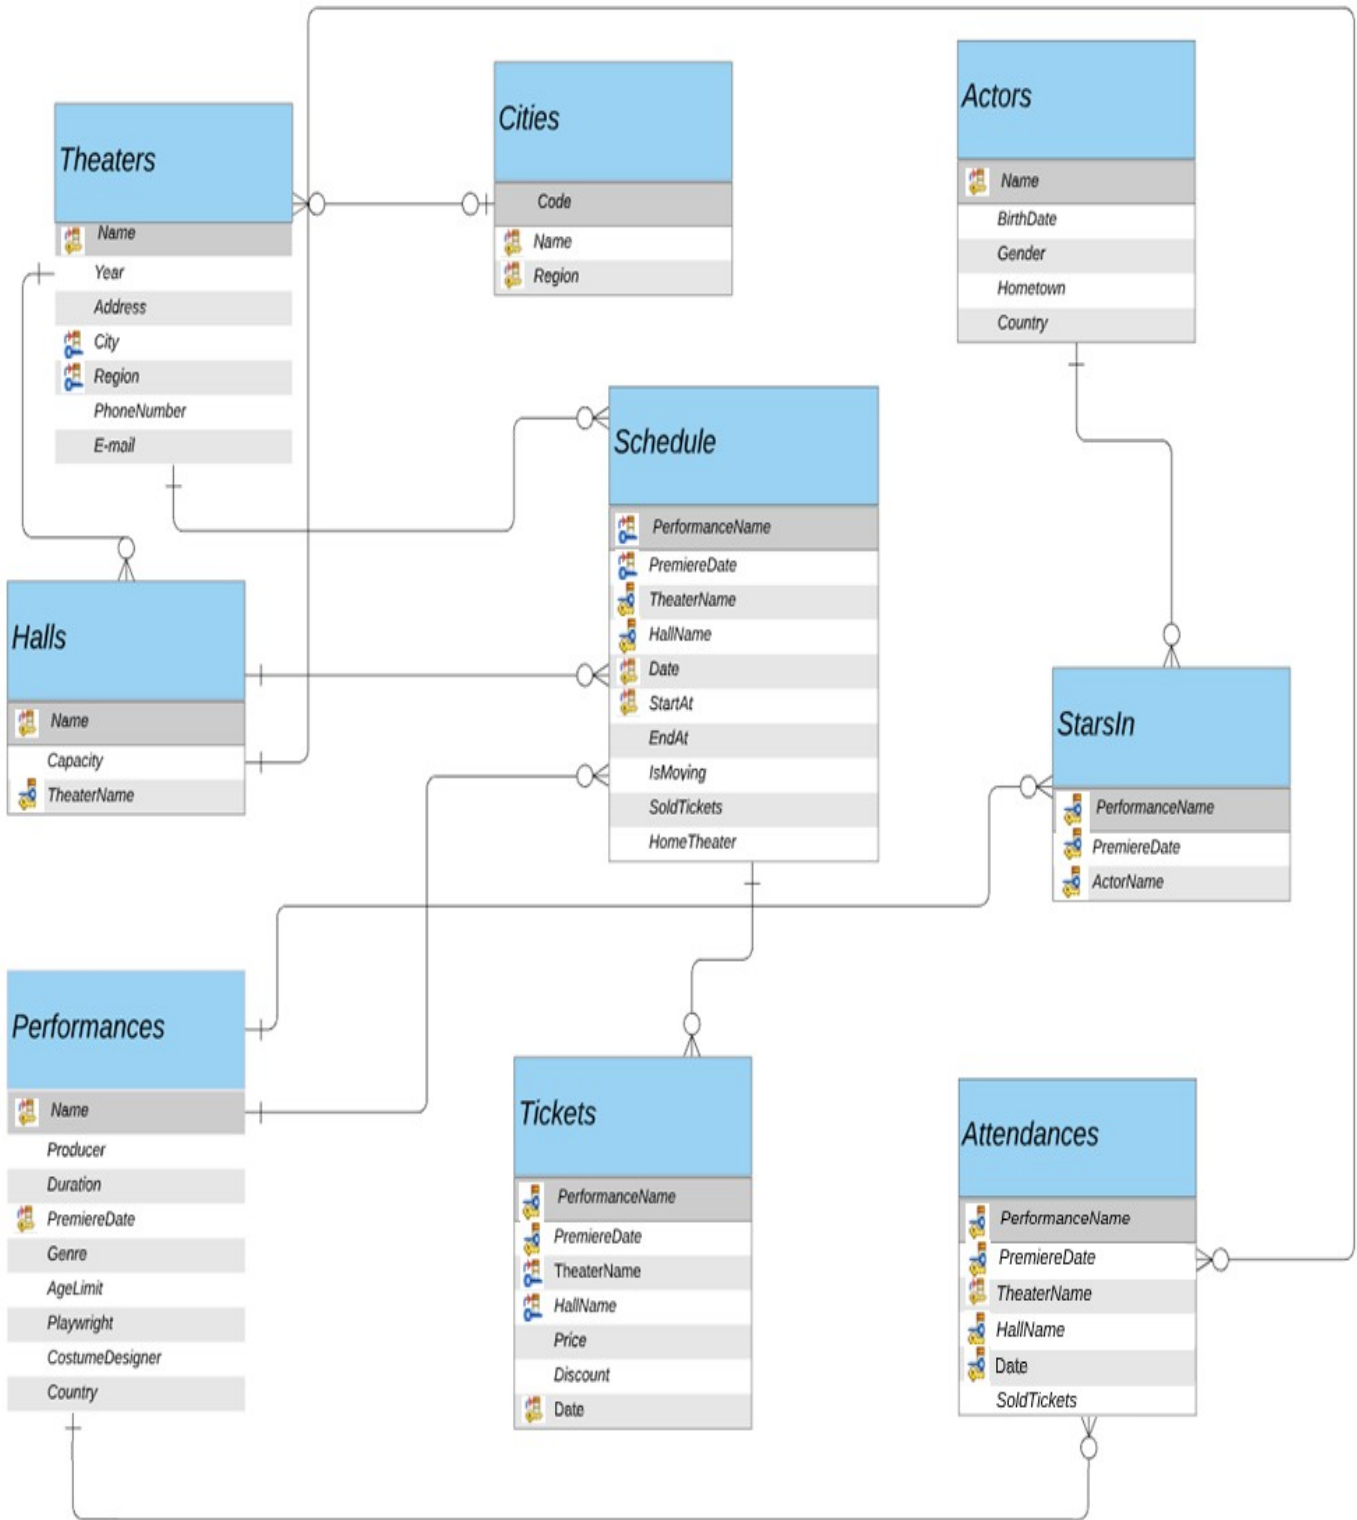 Theaters
Name
Year
Address
City
Region
PhoneNumber
E-mail
Cities
Code
Name
Region
Actors
Name
BirthDate
Gender
Hometown
Country
Schedule
PerformanceName
PremiereDate
TheaterName
HallName
Date
StartAt
EndAt
IsMoving
SoldTickets
HomeTheater
Halls
Name
Capacity
TheaterName
StarsIn
PerformanceName
PremiereDate
ActorName
Performances
Name
Producer
Duration
PremiereDate
Genre
AgeLimit
Playwright
CostumeDesigner
Country
Tickets
PerformanceName
PremiereDate
TheaterName
HallName
Price
Discount
Date
Attendances
PerformanceName
PremiereDate
TheaterName
HallName
Date
SoldTickets